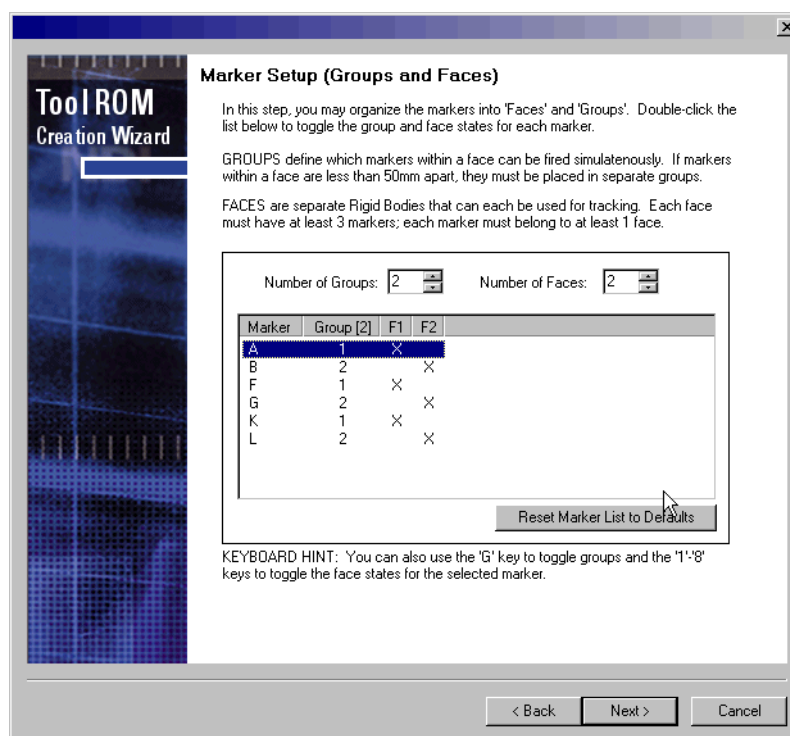 Tool ROM
Creation Wizard
Marker Setup (Groups and Faces)
In this step, you may organize the markers into 'Faces' and 'Groups'. Double-click the
list below to toggle the group and face states for each marker.
GROUPS define which markers within a face can be fired simulatenously. If markers
within a face are less than 50mm apart, they must be placed in separate groups.
FACES are separate Rigid Bodies that can each be used for tracking. Each face
must have at least 3 markers; each marker must belong to at least 1 face.
Number of Groups: 2 Number of Faces: 2
Marker Group [2] F1 F2
A 1 X
B 2 X
F 1 X
G 2 X
K 1 X
L 2 X
Reset Marker List to Defaults
KEYBOARD HINT: You can also use the 'G' key to toggle groups and the '1'-'8'
keys to toggle the face states for the selected marker.
< Back Next > Cancel